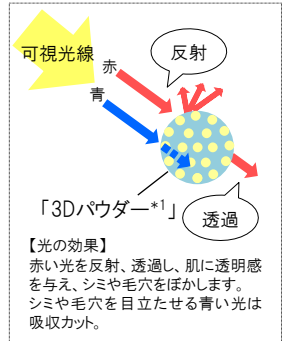 可視光線
反射
赤
青
「3Dパウダー*1」
透過
【光の効果】
赤い光を反射、透過し、肌に透明感
を与え、シミや毛穴をぼかします。
シミや毛穴を目立たせる青い光は
吸収カット。